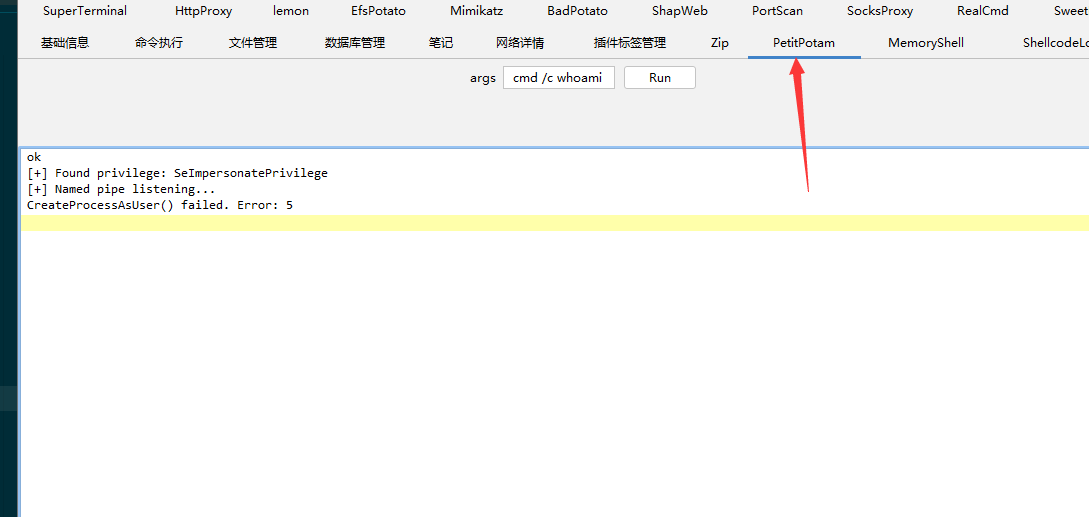 SuperTerminal HttpProxy lemon EfsPotato Mimikatz BadPotato ShapWeb PortScan SocksProxy RealCmd Sweet
基础信息 命令执行 文件管理 数据库管理 笔记 网络详情 插件标签管理 Zip PetitPotam MemoryShell ShellcodeLo
args cmd /c whoami Run
ok
[+] Found privilege: SeImpersonatePrivilege
[+] Named pipe listening...
CreateProcessAsUser() failed. Error: 5